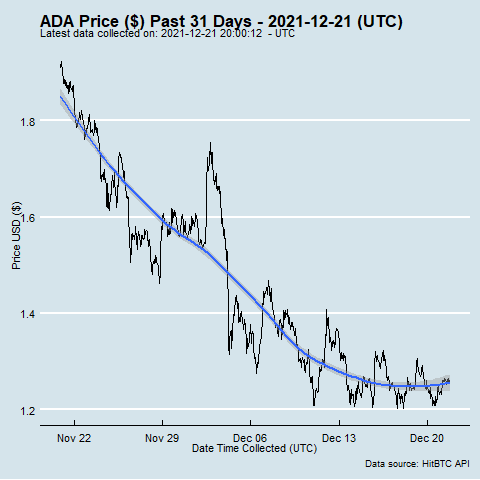 ADA Price ($) Past 31 Days - 2021-12-21 (UTC)
Latest data collected on: 2021-12-21 20:00:12 - UTC
Price USD ($)
1.8
1.6
1.4
1.2
Nov 22 Nov 29 Dec 06 Dec 13 Dec 20
Date Time Collected (UTC)
Data source: HitBTC API